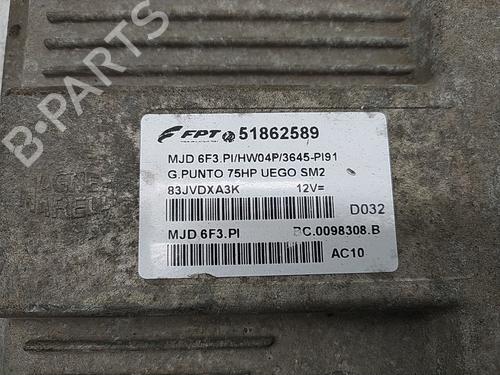 FPT 51862589
MJD 6F3.PI/HW04P/3645-PI91
G.PUNTO 75HP UEGO SM2
83JVDXA3K 12V=
D032
MJD 6F3.PI BC.0098308.B
AC10
B-PARTS